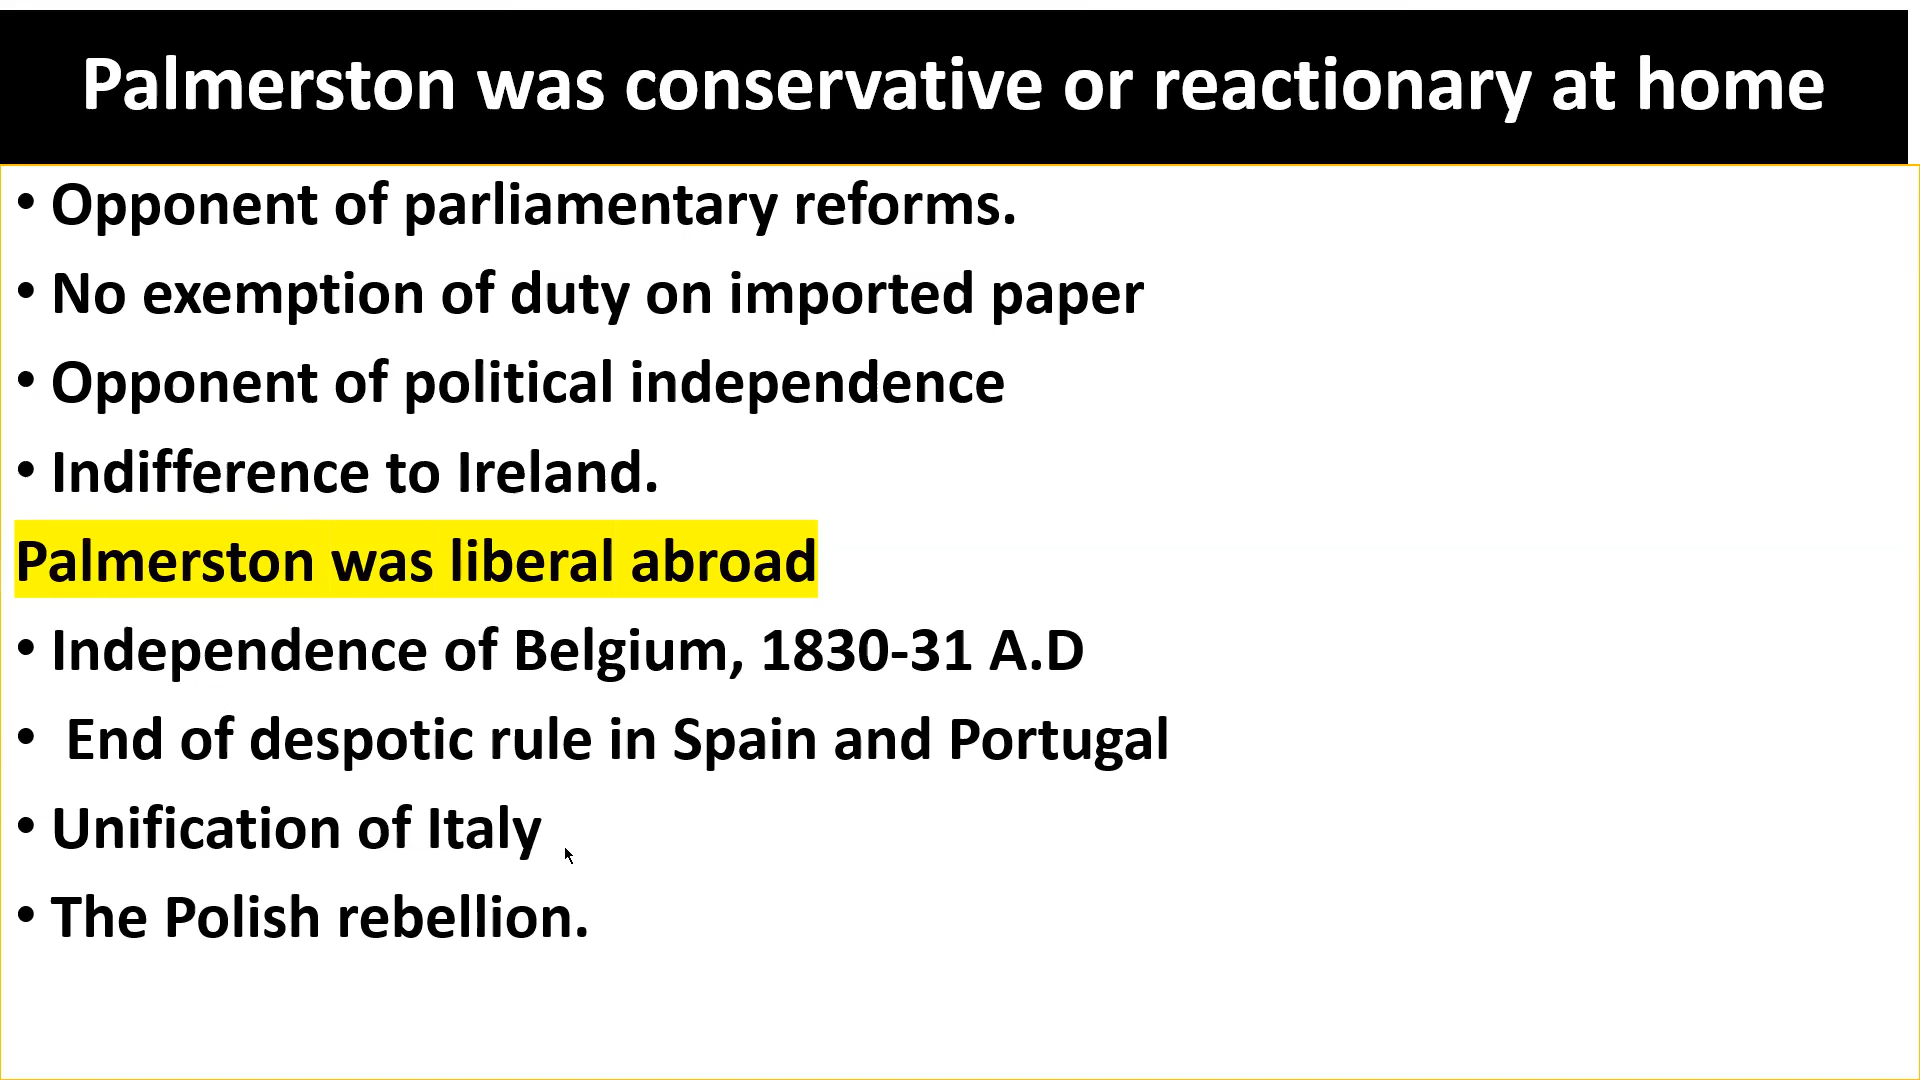 Palmerston was conservative or reactionary at home
• Opponent of parliamentary reforms.
• No exemption of duty on imported paper
• Opponent of political independence
• Indifference to Ireland.
Palmerston was liberal abroad
• Independence of Belgium, 1830-31 A.D
• End of despotic rule in Spain and Portugal
• Unification of Italy
• The Polish rebellion.